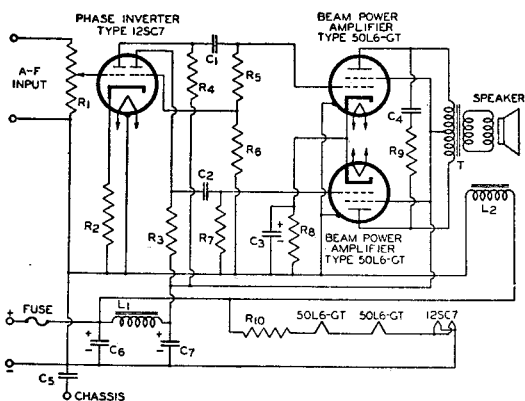 PHASE INVERTER
TYPE 12SC7
BEAM POWER
AMPLIFIER
TYPE 50L6-GT
A-F
INPUT
R1
C1
R4
R5
C4
SPEAKER
R6
R9
T
C2
R2
R3
R7
C3
+
-
R8
L2
BEAM POWER
AMPLIFIER
TYPE 50L6-GT
+
FUSE
L1
+
-
C6
+
-
C7
R10
50L6-GT
50L6-GT
12SC7
-
C5
CHASSIS